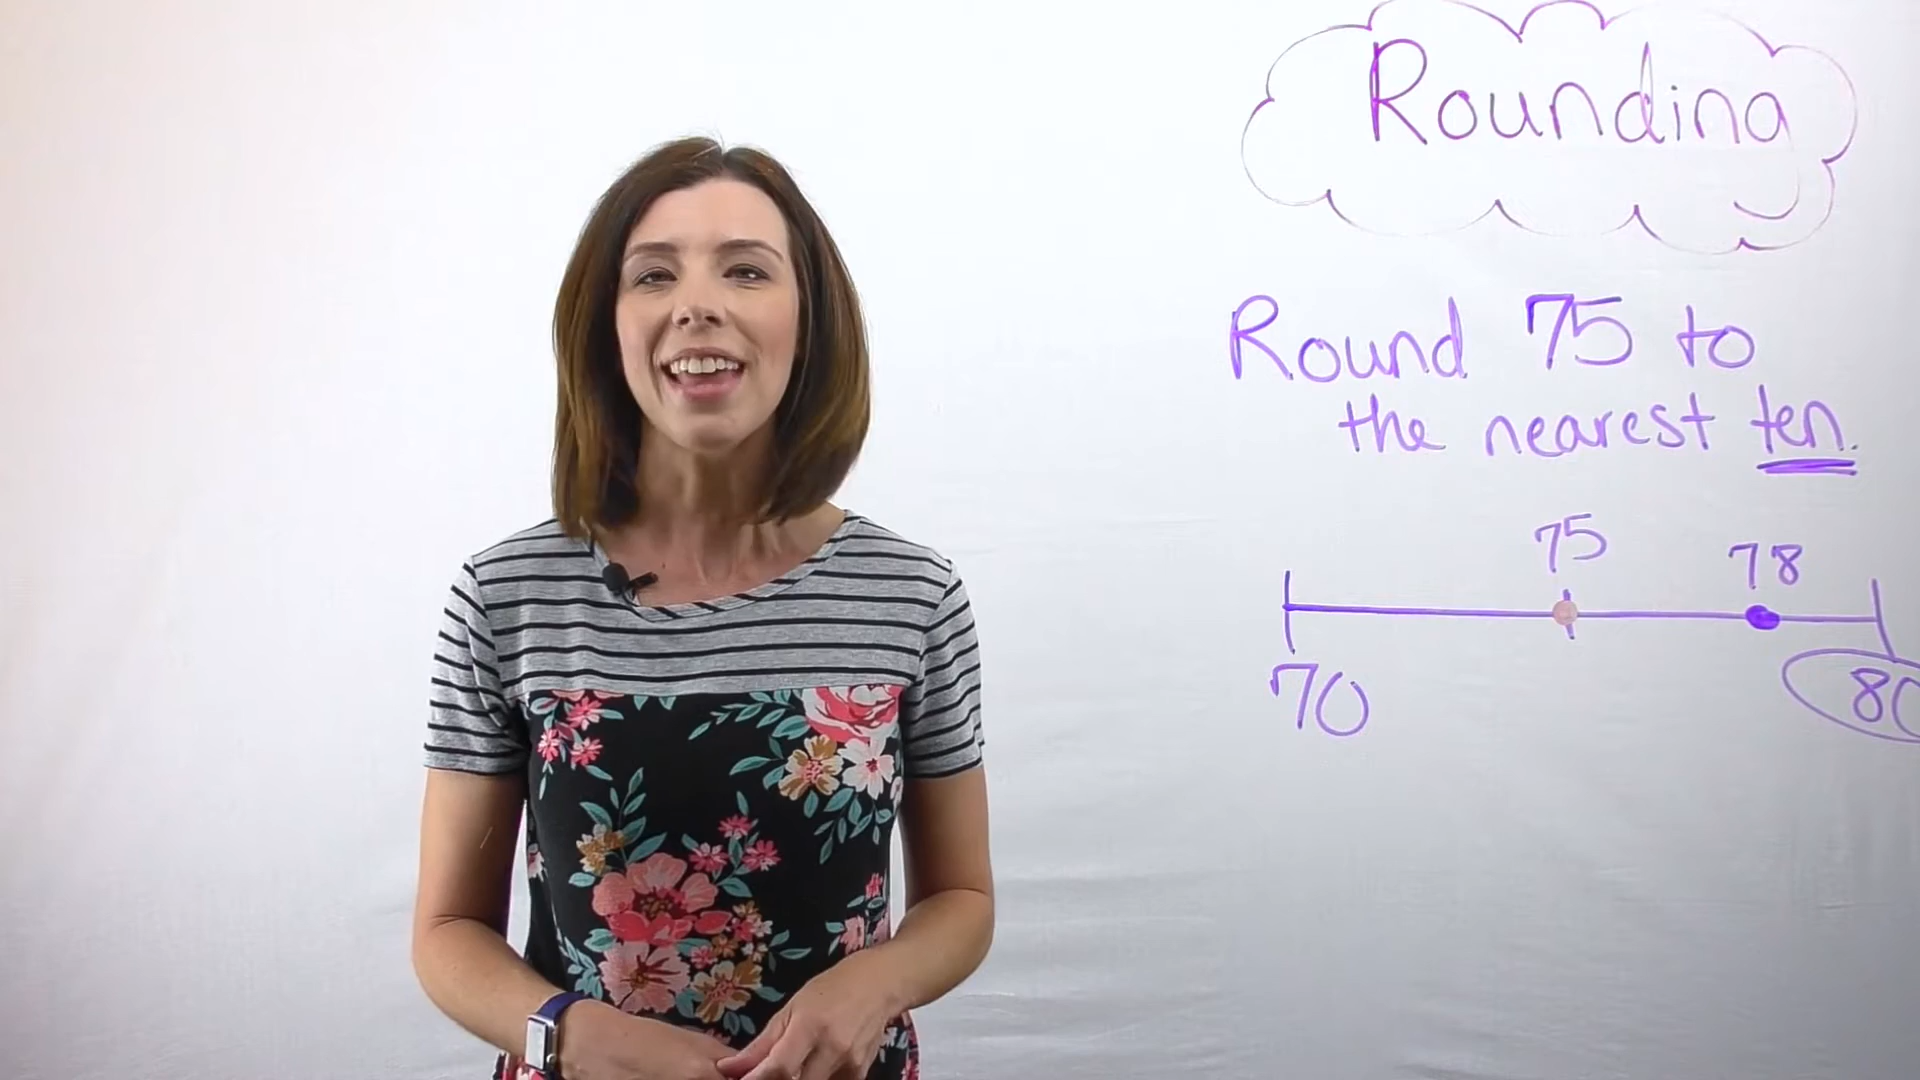 Rounding
Round 75 to
the nearest ten.
75 78
70 80